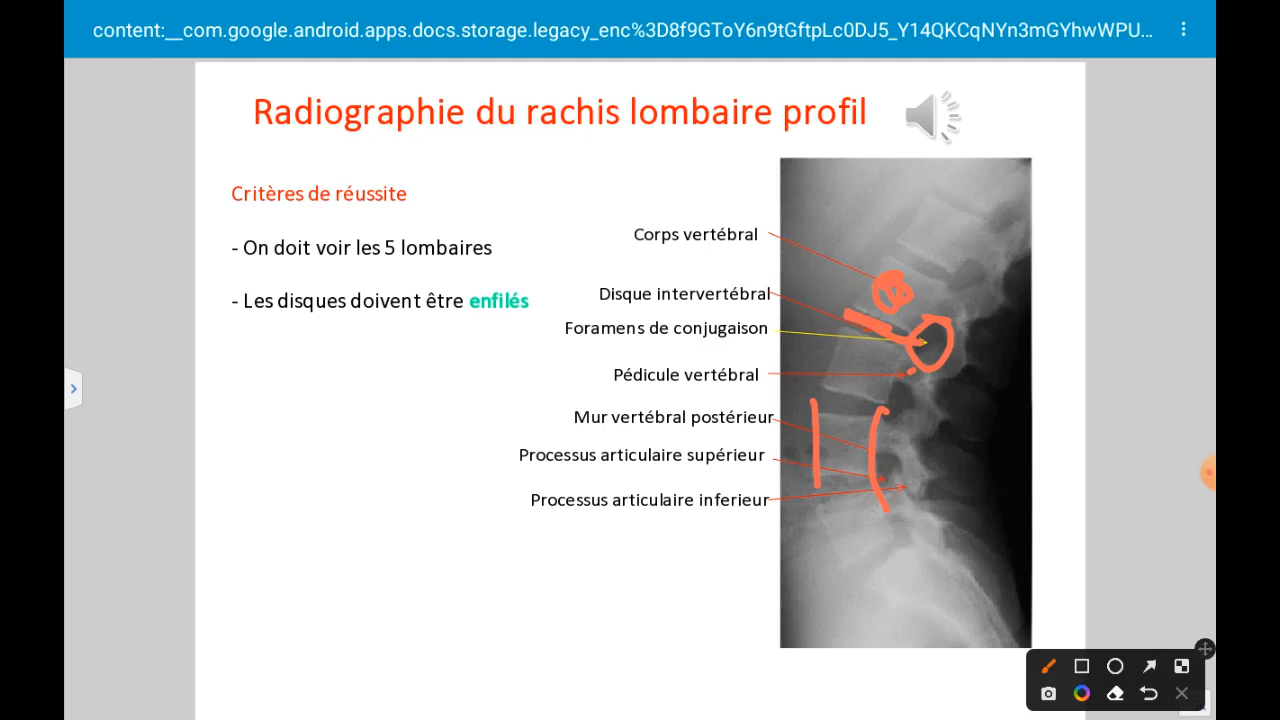 content:__com.google.android.apps.docs.storage.legacy_enc%3D8f9GToY6n9tGftpLc0DJ5_Y14QKCqNYn3mGYhwWPU...
Radiographie du rachis lombaire profil
Critères de réussite
- On doit voir les 5 lombaires
- Les disques doivent être enfilés
Corps vertébral
Disque intervertébral
Foramens de conjugaison
Pédicule vertébral
Mur vertébral postérieur
Processus articulaire supérieur
Processus articulaire inferieur